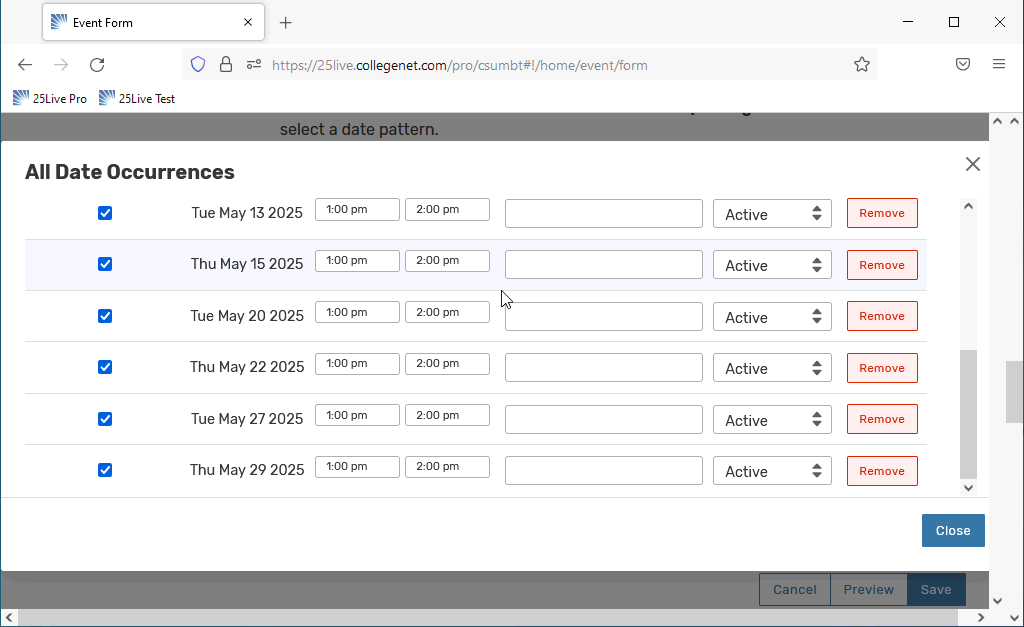 Event Form
https://25live.collegenet.com/pro/csumbt#!/home/event/form
25Live Pro 25Live Test
select a date pattern.
All Date Occurrences
Tue May 13 2025 1:00 pm 2:00 pm Active Remove
Thu May 15 2025 1:00 pm 2:00 pm Active Remove
Tue May 20 2025 1:00 pm 2:00 pm Active Remove
Thu May 22 2025 1:00 pm 2:00 pm Active Remove
Tue May 27 2025 1:00 pm 2:00 pm Active Remove
Thu May 29 2025 1:00 pm 2:00 pm Active Remove
Close
Cancel Preview Save